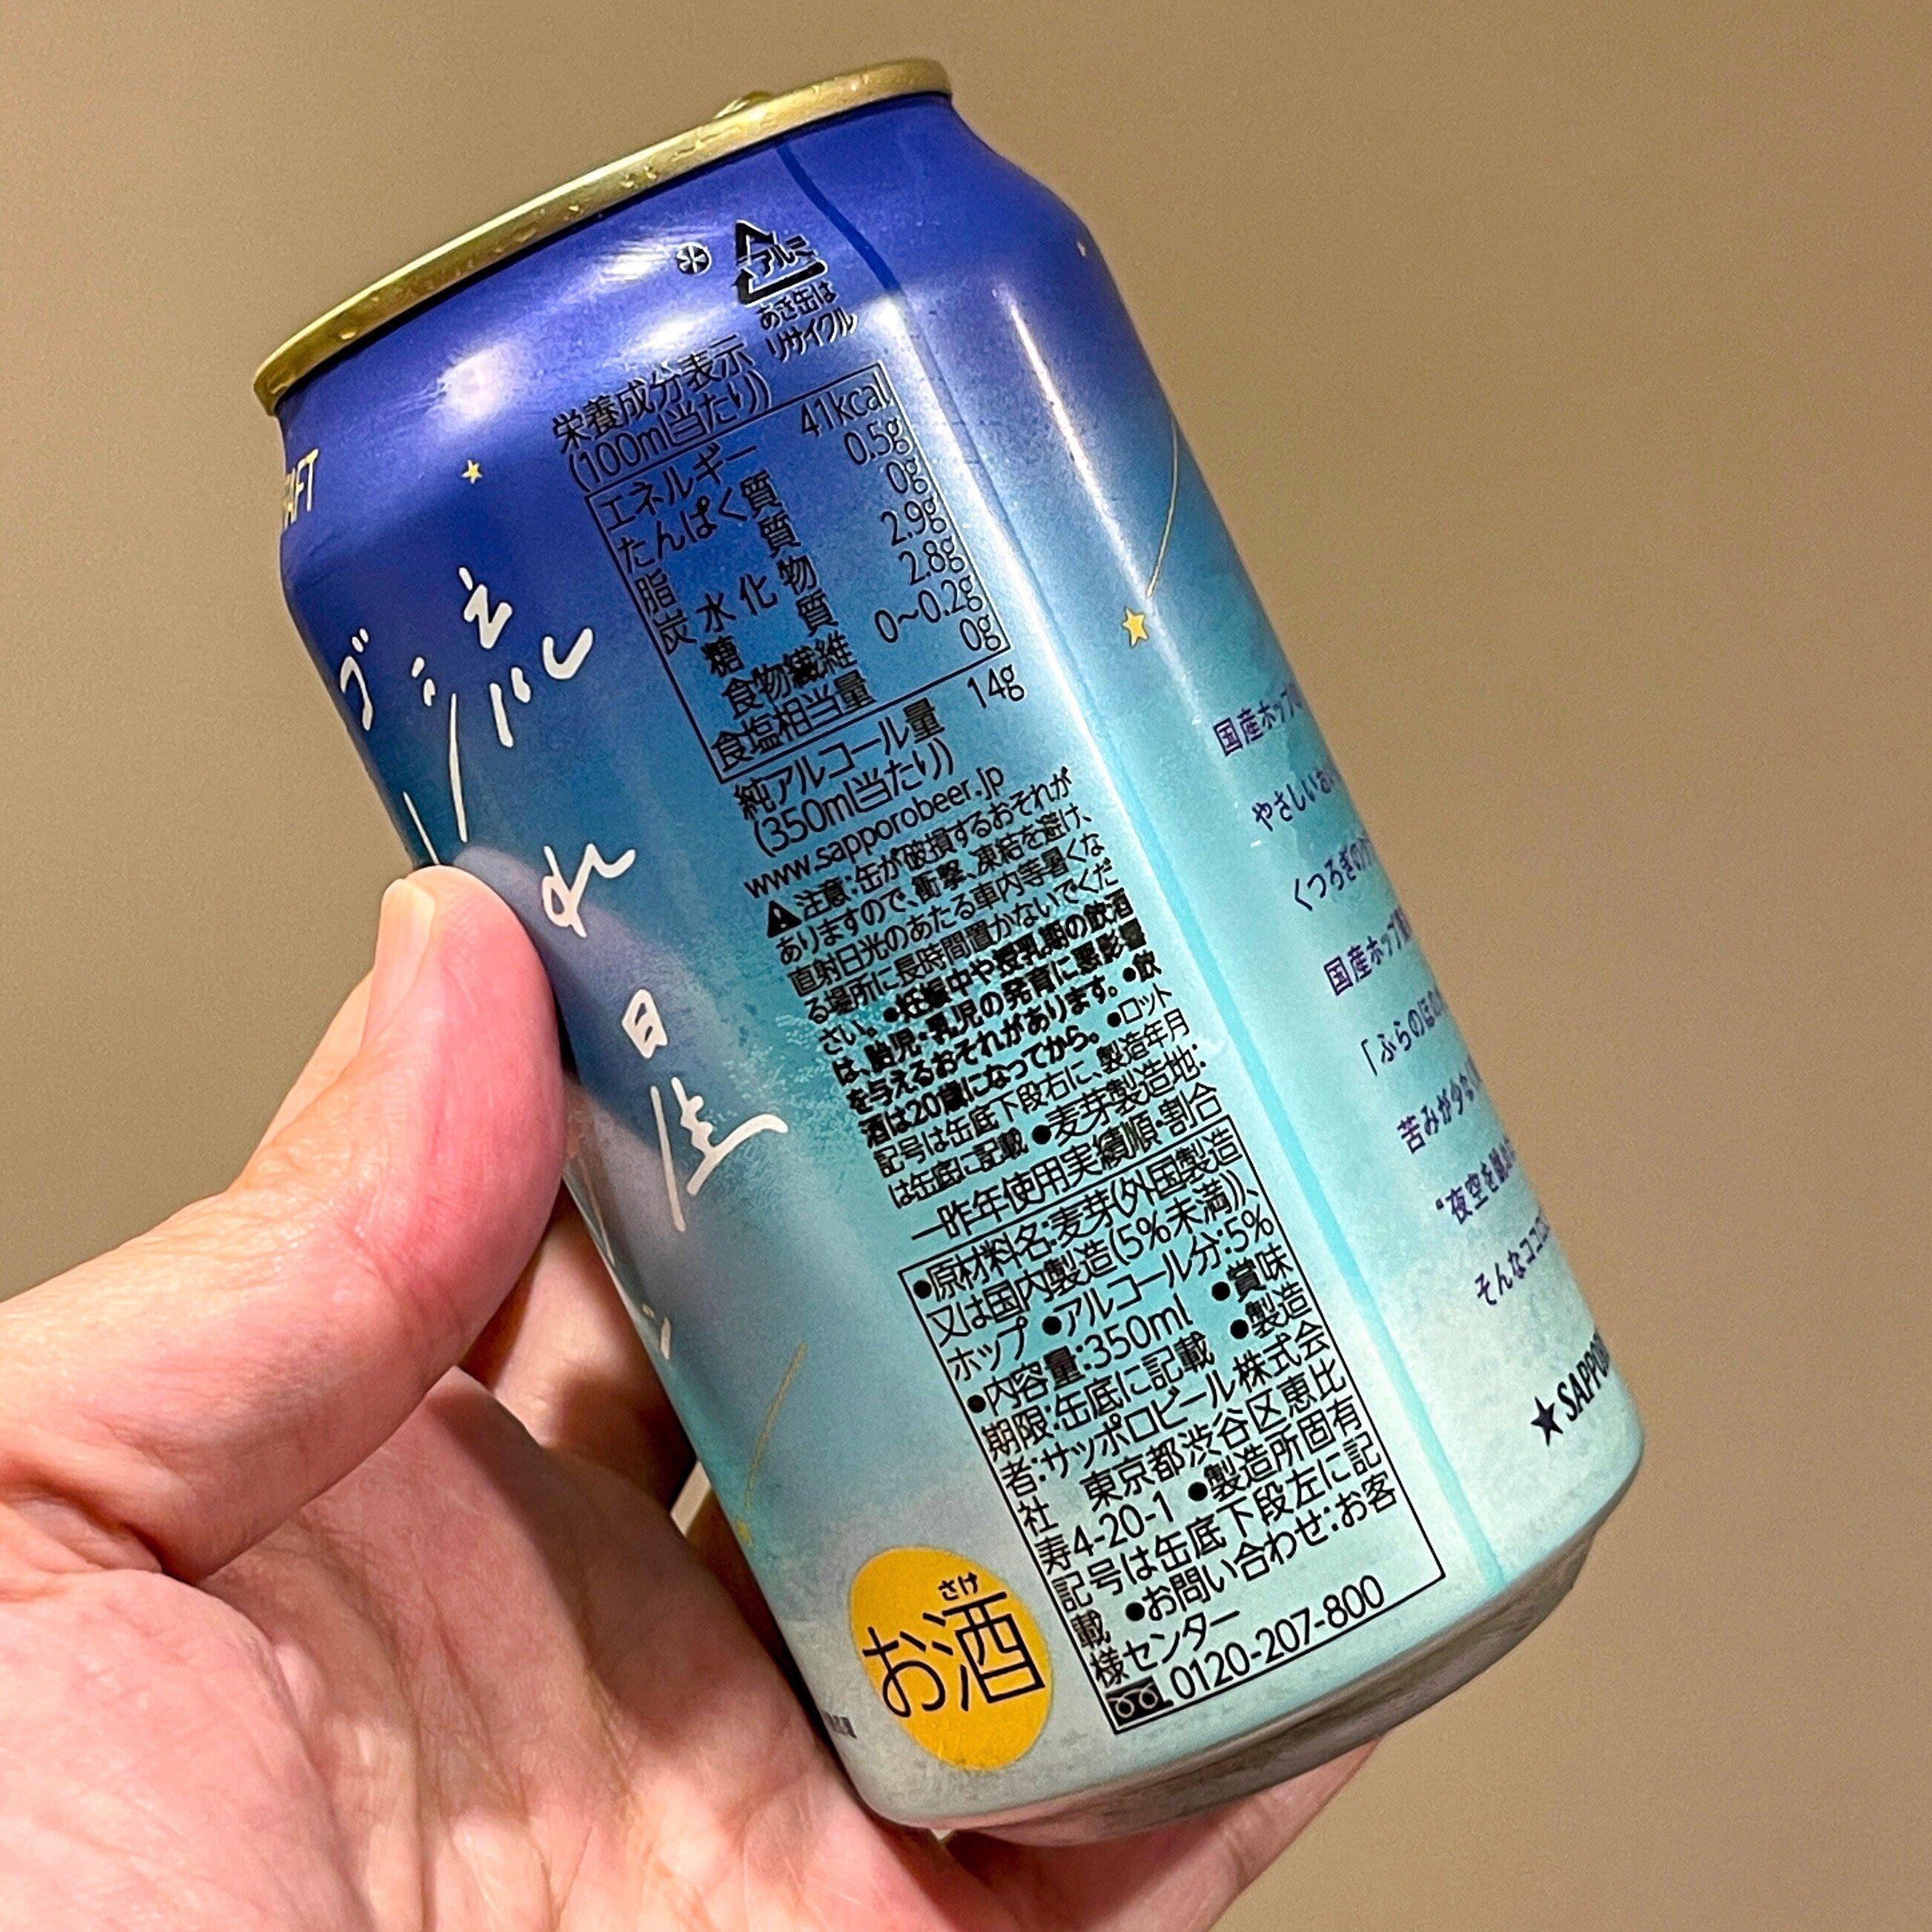 アルミ
あき缶は
リサイクル
栄養成分表示
(100ml当たり)
エネルギー 41kcal
たんぱく質 0.5g
脂質 0g
炭水化物 2.9g
糖質 2.8g
食物繊維 0~0.2g
食塩相当量 0g
純アルコール量 14g
(350ml当たり)
www.sapporobeer.jp
⚠注意:缶が破損するおそれが
ありますので、衝撃、凍結を避け、
直射日光のあたる車内等暑くな
る場所に長時間置かないでくだ
さい。●妊娠中や授乳期の飲酒
は、胎児・乳児の発育に悪影響
を与えるおそれがあります。●飲
酒は20歳になってから。●ロット
記号は缶底下段右に、製造年月
は缶底に記載 ●麦芽製造地:
一昨年使用実績順・割合
●原材料名:麦芽(外国製造
又は国内製造(5%未満))、
ホップ ●アルコール分:5%
●内容量:350ml ●賞味
期限:缶底に記載 ●製造
者:サッポロビール株式会
社 東京都渋谷区恵比
寿4-20-1 ●製造所固有
記号は缶底下段左に記
載 ●お問い合わせ:お客
様センター
0120-207-800
さけ
お酒
流れ星
国産ホップ
やさしい
くつろぎの
国産ホップ
「ふらのほの
苦みが少な
"夜空を
そんなココロ
★SAPPO